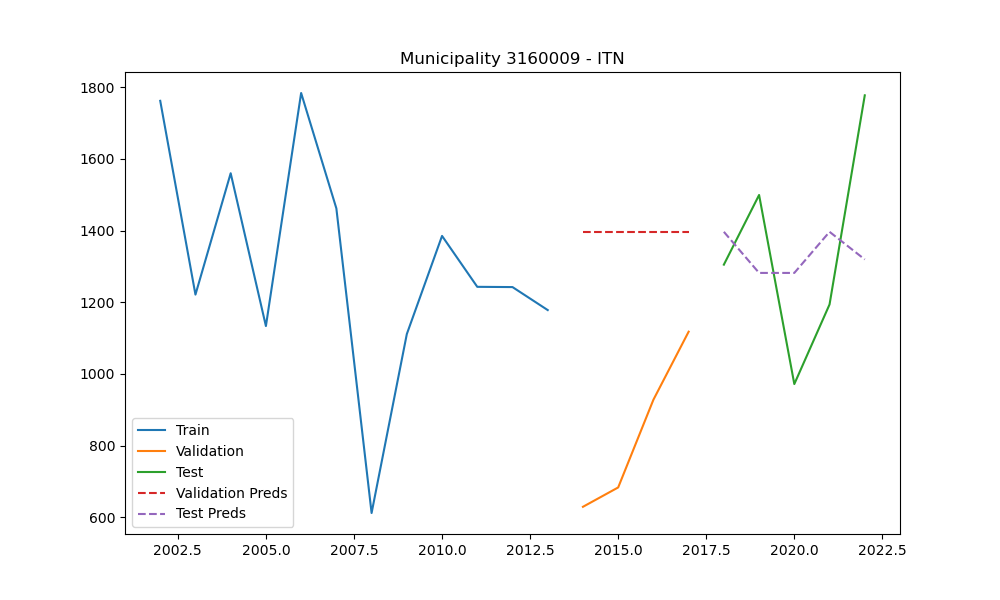 Municipality 3160009 - ITN
1800
1600
1400
1200
1000
800
600
Train
Validation
Test
Validation Preds
Test Preds
2002.5 2005.0 2007.5 2010.0 2012.5 2015.0 2017.5 2020.0 2022.5